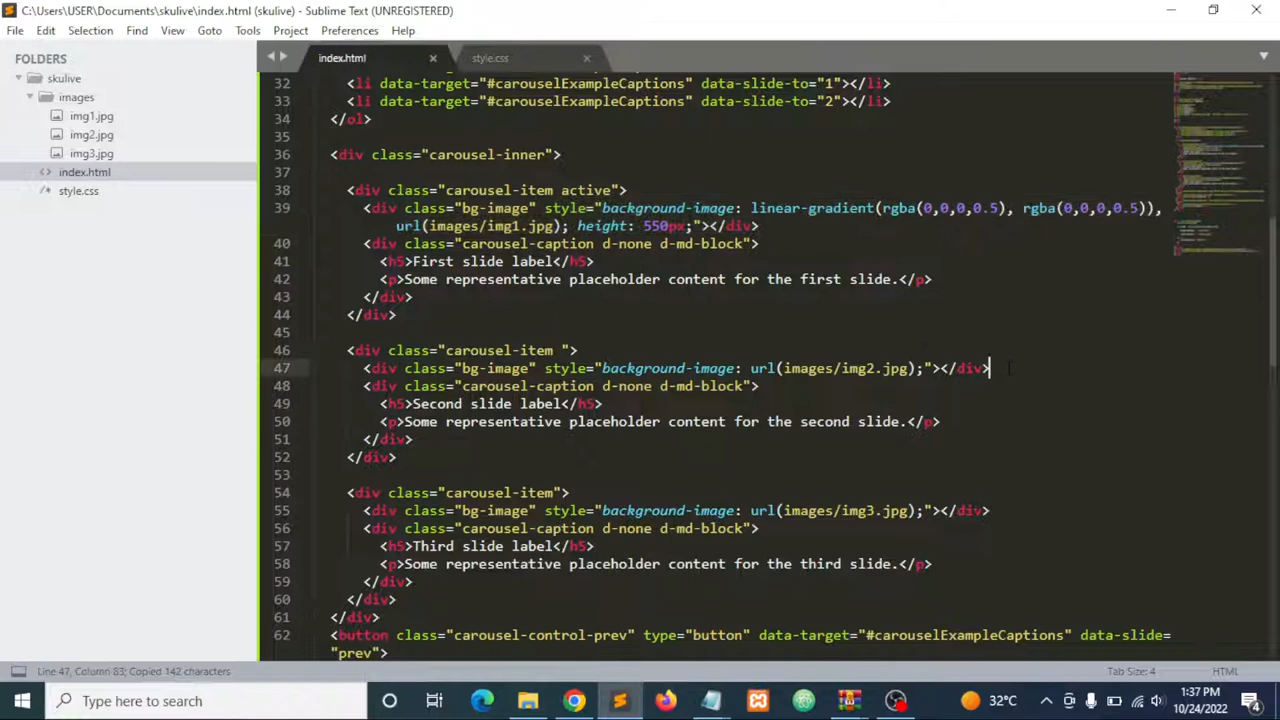 C:\Users\USER\Documents\skulive\index.html (skulive) - Sublime Text (UNREGISTERED)
File Edit Selection Find View Goto Tools Project Preferences Help
FOLDERS
skulive
images
img1.jpg
img2.jpg
img3.jpg
index.html
style.css
index.html
style.css
32 <li data-target="#carouselExampleCaptions" data-slide-to="1"></li>
33 <li data-target="#carouselExampleCaptions" data-slide-to="2"></li>
34 </ol>
35
36 <div class="carousel-inner">
37
38 <div class="carousel-item active">
39 <div class="bg-image" style="background-image: linear-gradient(rgba(0,0,0,0.5), rgba(0,0,0,0.5)),
url(images/img1.jpg); height: 550px;"></div>
40 <div class="carousel-caption d-none d-md-block">
41 <h5>First slide label</h5>
42 <p>Some representative placeholder content for the first slide.</p>
43 </div>
44 </div>
45
46 <div class="carousel-item ">
47 <div class="bg-image" style="background-image: url(images/img2.jpg);"></div>
48 <div class="carousel-caption d-none d-md-block">
49 <h5>Second slide label</h5>
50 <p>Some representative placeholder content for the second slide.</p>
51 </div>
52 </div>
53
54 <div class="carousel-item">
55 <div class="bg-image" style="background-image: url(images/img3.jpg);"></div>
56 <div class="carousel-caption d-none d-md-block">
57 <h5>Third slide label</h5>
58 <p>Some representative placeholder content for the third slide.</p>
59 </div>
60 </div>
61 </div>
62 <button class="carousel-control-prev" type="button" data-target="#carouselExampleCaptions" data-slide=
"prev">
Line 47, Column 83; Copied 142 characters
Tab Size: 4
HTML
Type here to search
32°C
1:37 PM
10/24/2022
4